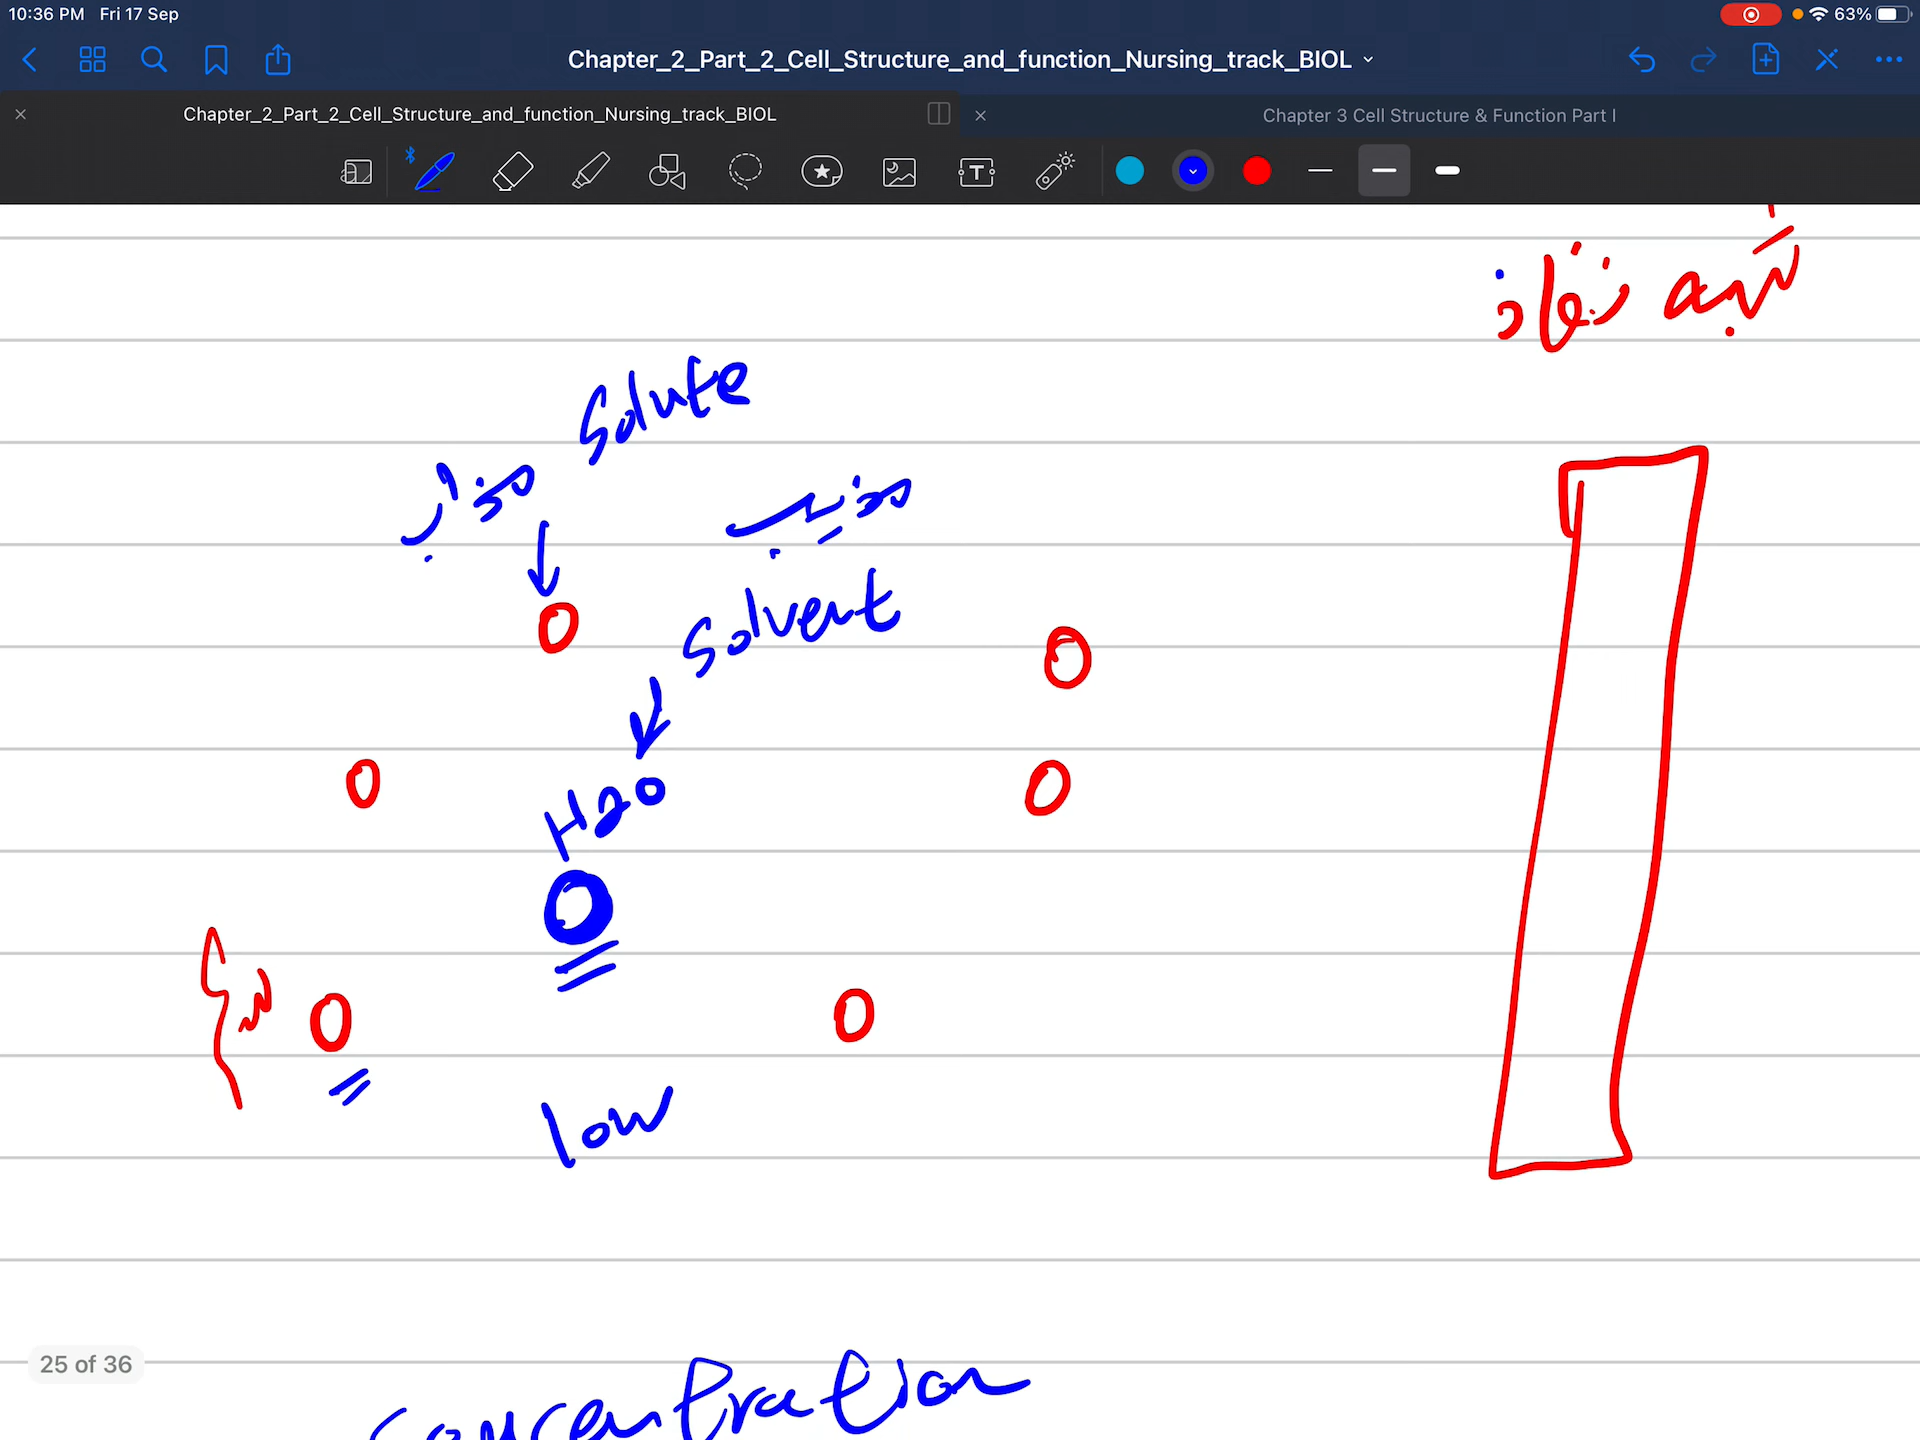 10:36 PM Fri 17 Sep 63%
Chapter_2_Part_2_Cell_Structure_and_function_Nursing_track_BIOL
Chapter_2_Part_2_Cell_Structure_and_function_Nursing_track_BIOL
Chapter 3 Cell Structure & Function Part I
شبه نفاذ
Solute
مذاب
مذيب
Solvent
H2O
low
25 of 36
Concentration